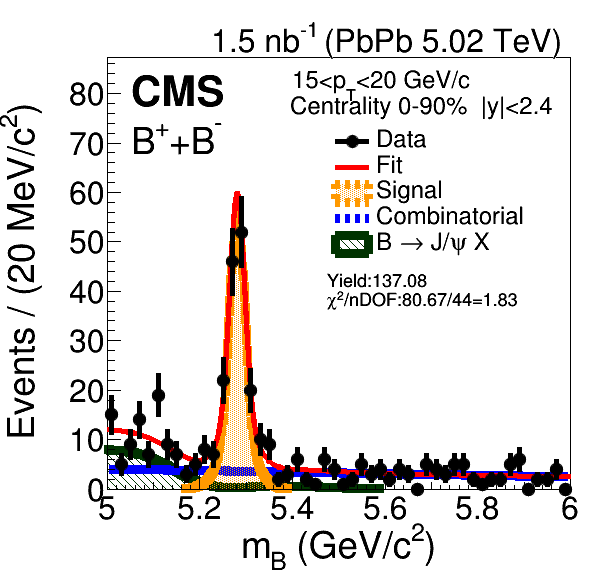 1.5 nb⁻¹ (PbPb 5.02 TeV)
CMS
B⁺+B⁻
15<p_T<20 GeV/c
Centrality 0-90% |y|<2.4
Data
Fit
Signal
Combinatorial
B → J/ψ X
Yield:137.08
χ²/nDOF:80.67/44=1.83
Events / (20 MeV/c²)
80
70
60
50
40
30
20
10
0
5 5.2 5.4 5.6 5.8 6
m_B (GeV/c²)